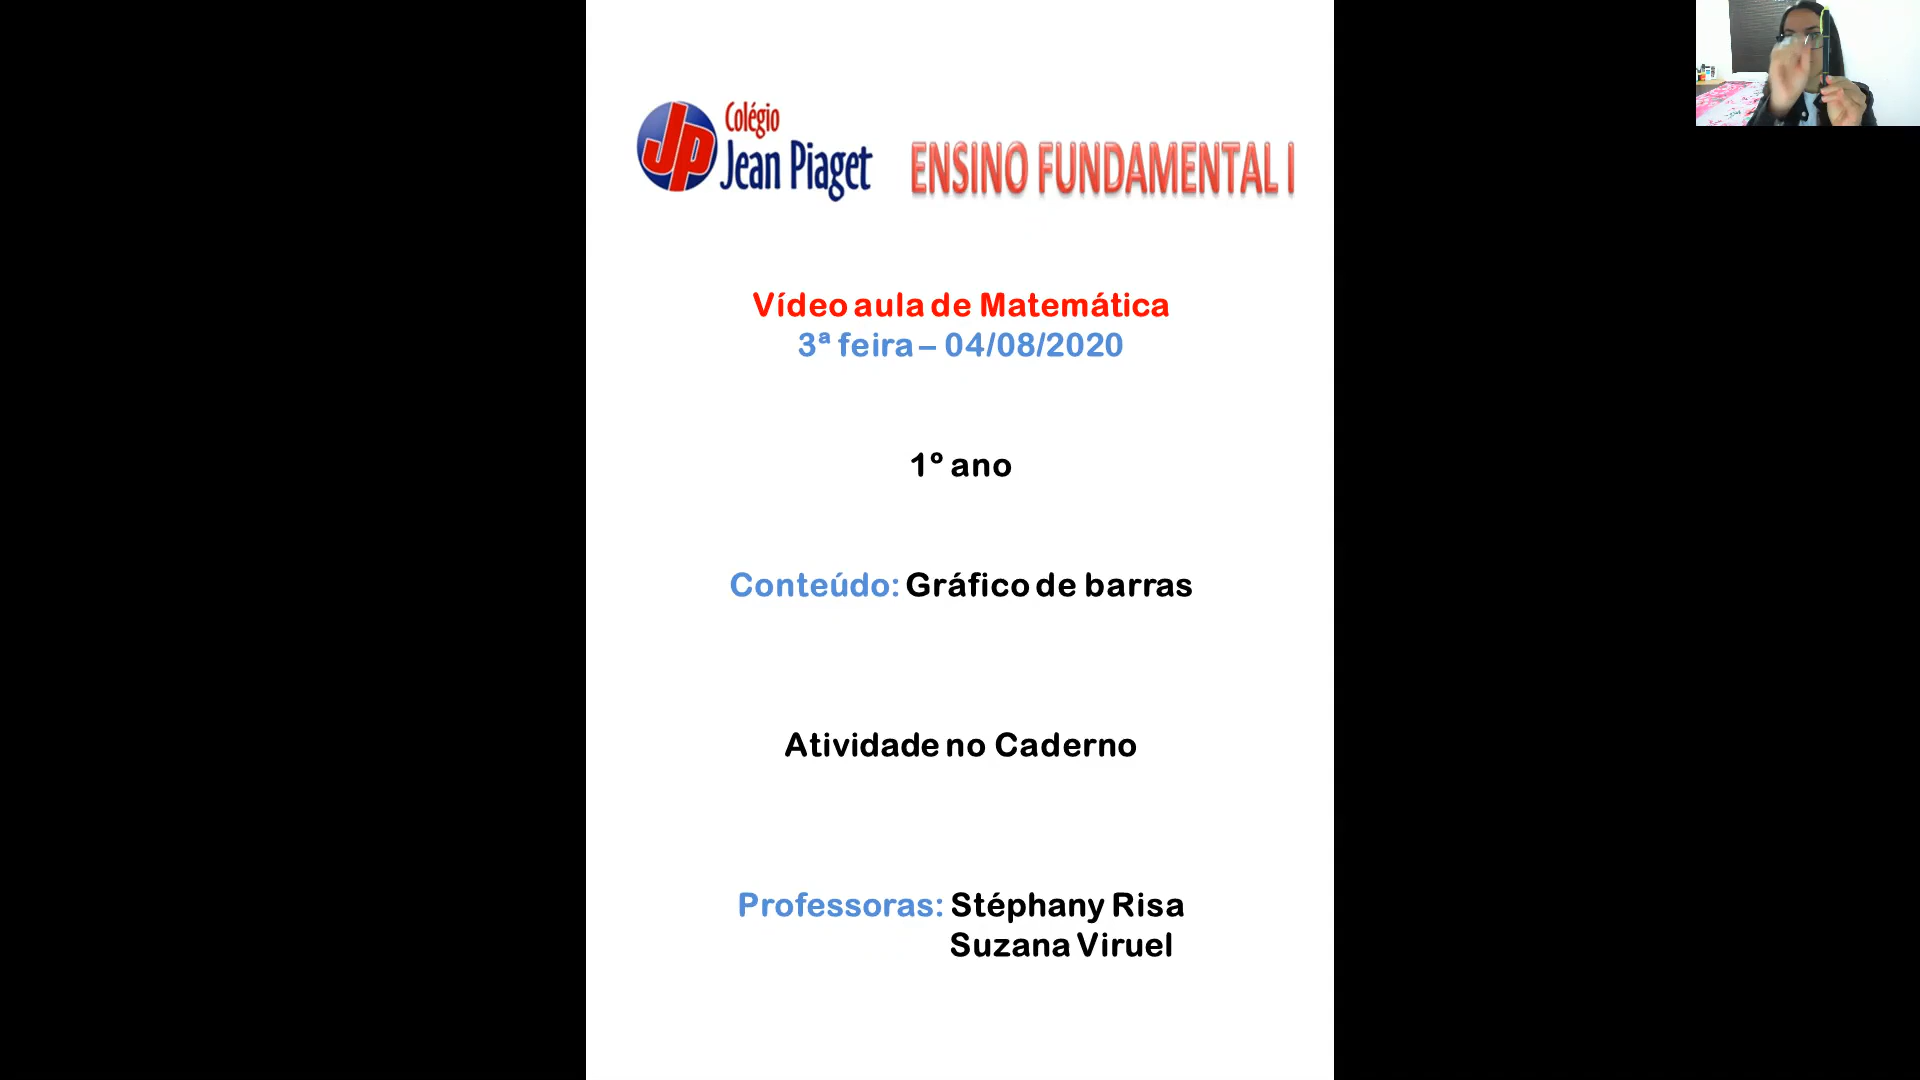 Jp Colégio
Jean Piaget
ENSINO FUNDAMENTAL I
Vídeo aula de Matemática
3ª feira – 04/08/2020
1º ano
Conteúdo: Gráfico de barras
Atividade no Caderno
Professoras: Stéphany Risa
Suzana Viruel